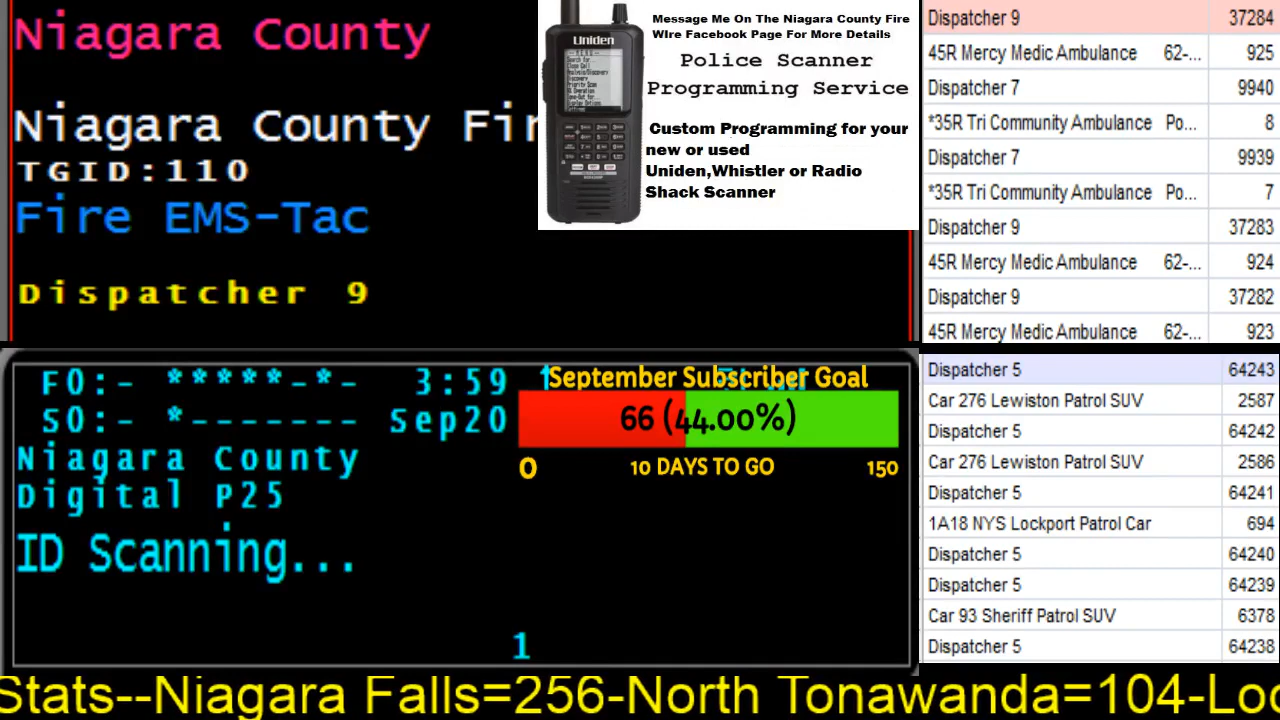 Niagara County
Niagara County Fir
TGID:110
Fire EMS-Tac
Dispatcher 9
Uniden
Message Me On The Niagara County Fire
WIre Facebook Page For More Details
Police Scanner
Programming Service
Custom Programming for your
new or used
Uniden,Whistler or Radio
Shack Scanner
Dispatcher 9 37284
45R Mercy Medic Ambulance 62-... 925
Dispatcher 7 9940
*35R Tri Community Ambulance Po... 8
Dispatcher 7 9939
*35R Tri Community Ambulance Po... 7
Dispatcher 9 37283
45R Mercy Medic Ambulance 62-... 924
Dispatcher 9 37282
45R Mercy Medic Ambulance 62-... 923
F0:- *****-*- 3:59
S0:- *------- Sep20
Niagara County
Digital P25
ID Scanning...
1
September Subscriber Goal
66 (44.00%)
0 10 DAYS TO GO 150
Dispatcher 5 64243
Car 276 Lewiston Patrol SUV 2587
Dispatcher 5 64242
Car 276 Lewiston Patrol SUV 2586
Dispatcher 5 64241
1A18 NYS Lockport Patrol Car 694
Dispatcher 5 64240
Dispatcher 5 64239
Car 93 Sheriff Patrol SUV 6378
Dispatcher 5 64238
Stats--Niagara Falls=256-North Tonawanda=104-Loc